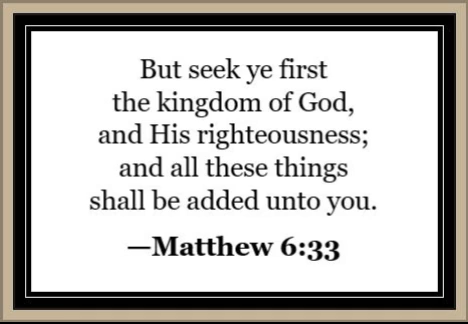 But seek ye first
the kingdom of God,
and His righteousness;
and all these things
shall be added unto you.
—Matthew 6:33